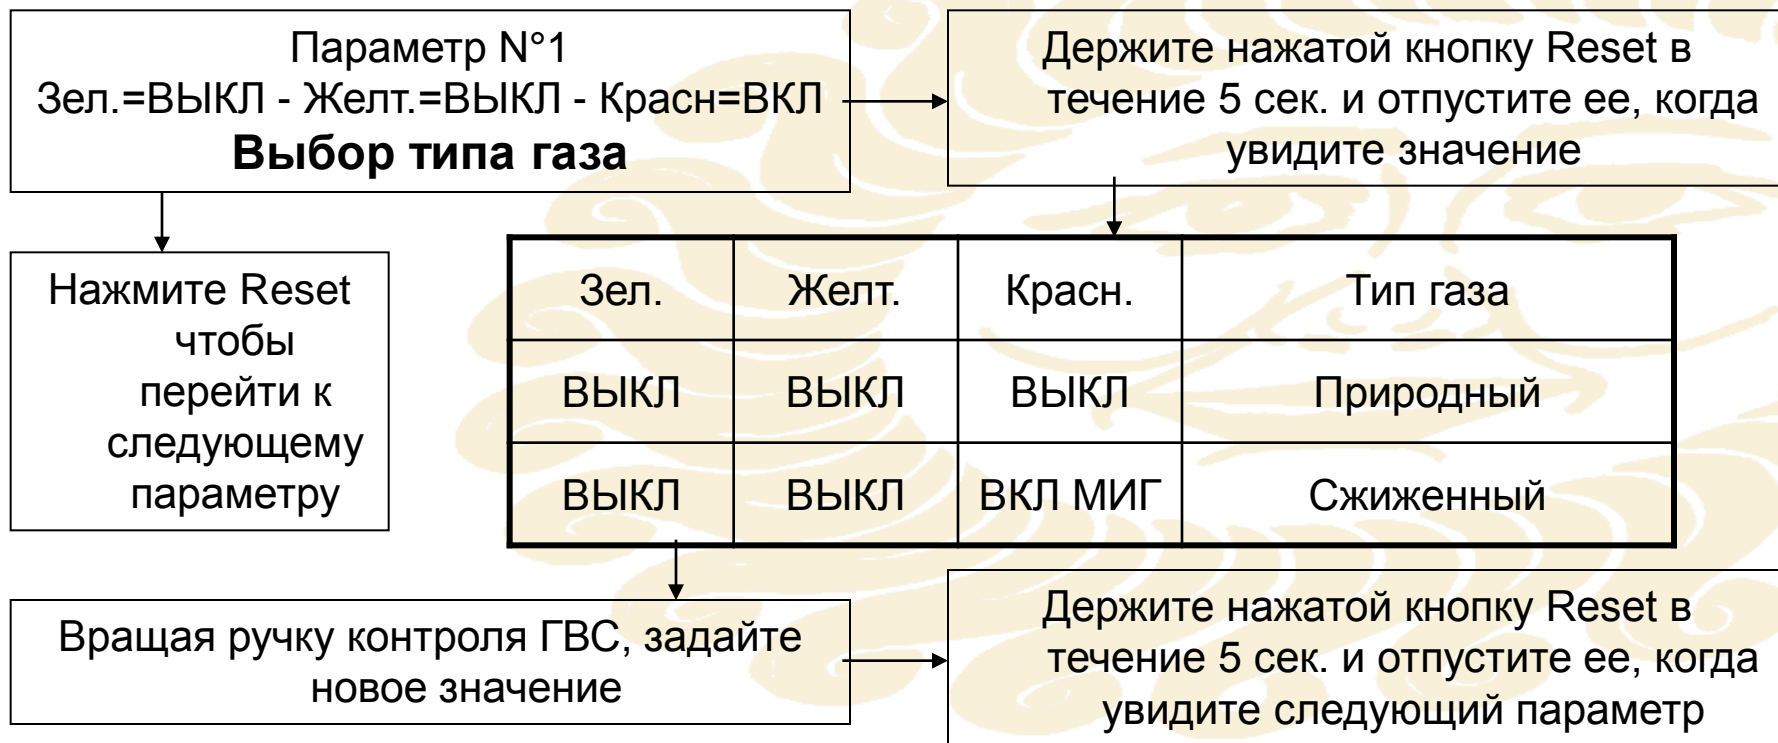 Параметр N°1
Зел.=ВЫКЛ - Желт.=ВЫКЛ - Красн=ВКЛ
Выбор типа газа
Держите нажатой кнопку Reset в
течение 5 сек. и отпустите ее, когда
увидите значение
Нажмите Reset
чтобы
перейти к
следующему
параметру
Зел. Желт. Красн. Тип газа
ВЫКЛ ВЫКЛ ВЫКЛ Природный
ВЫКЛ ВЫКЛ ВКЛ МИГ Сжиженный
Вращая ручку контроля ГВС, задайте
новое значение
Держите нажатой кнопку Reset в
течение 5 сек. и отпустите ее, когда
увидите следующий параметр